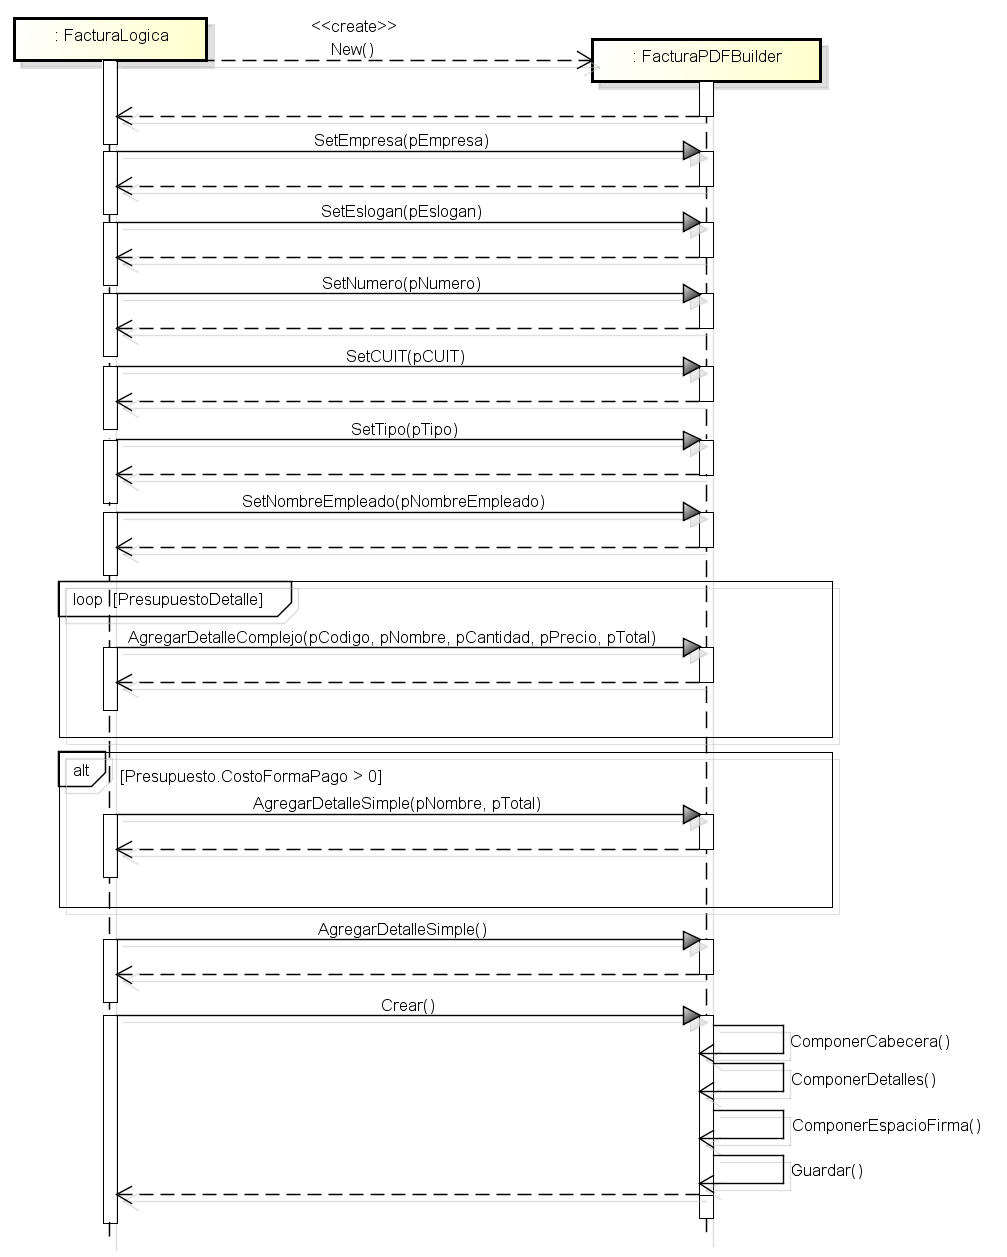 : FacturaLogica
<<create>>
New()
: FacturaPDFBuilder
SetEmpresa(pEmpresa)
SetEslogan(pEslogan)
SetNumero(pNumero)
SetCUIT(pCUIT)
SetTipo(pTipo)
SetNombreEmpleado(pNombreEmpleado)
loop [PresupuestoDetalle]
AgregarDetalleComplejo(pCodigo, pNombre, pCantidad, pPrecio, pTotal)
alt
[Presupuesto.CostoFormaPago > 0]
AgregarDetalleSimple(pNombre, pTotal)
AgregarDetalleSimple()
Crear()
ComponerCabecera()
ComponerDetalles()
ComponerEspacioFirma()
Guardar()